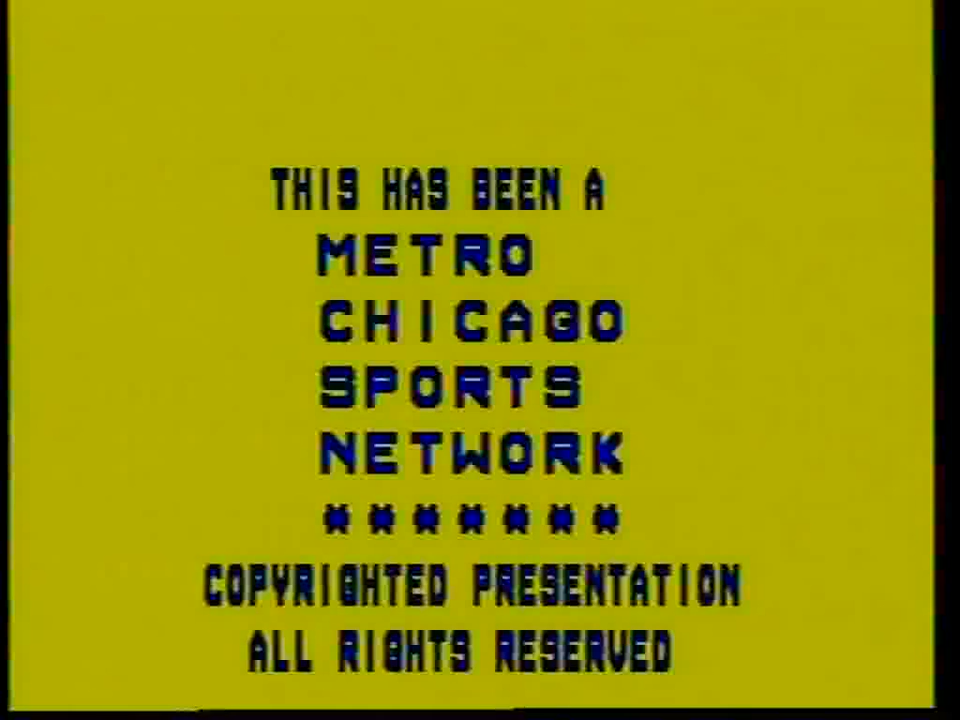 THIS HAS BEEN A
METRO
CHICAGO
SPORTS
NETWORK
*******
COPYRIGHTED PRESENTATION
ALL RIGHTS RESERVED